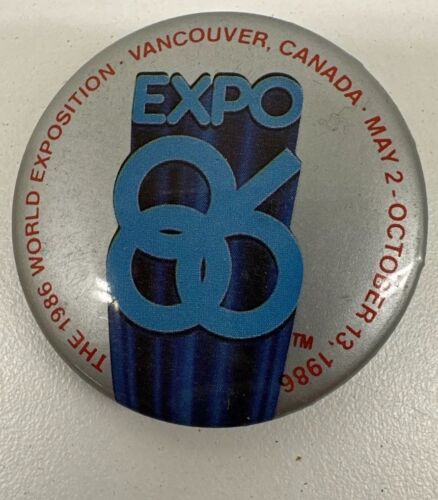 THE 1986 WORLD EXPOSITION · VANCOUVER, CANADA · MAY 2 - OCTOBER 13, 1986
EXPO
86
TM